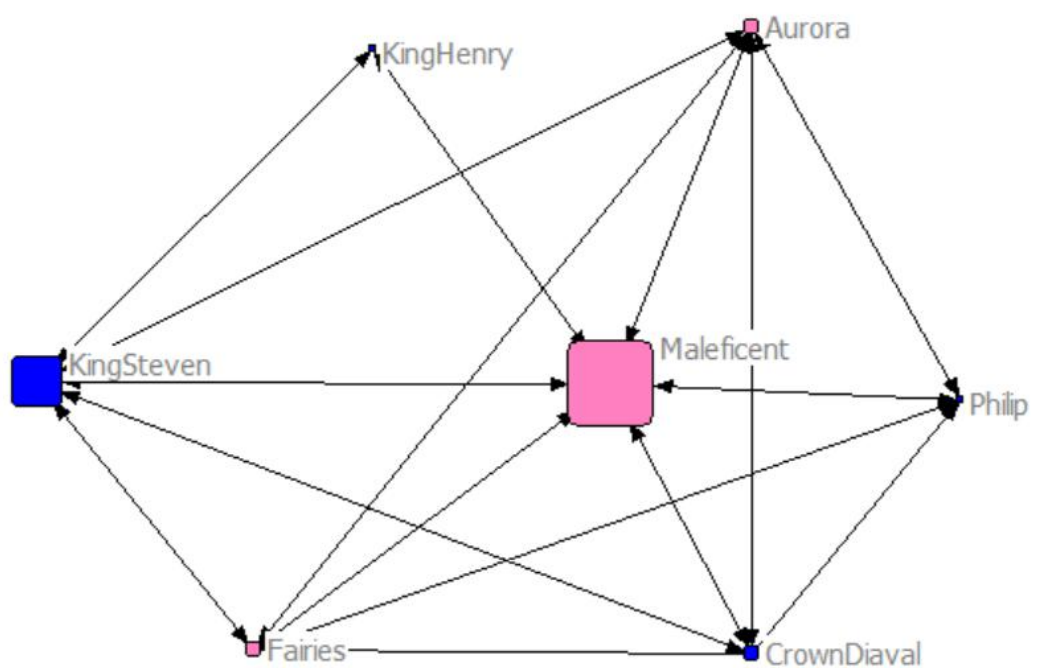 Aurora
KingHenry
Maleficent
KingSteven
Philip
Fairies
CrownDiaval